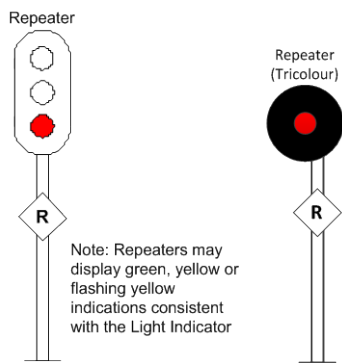 Repeater
R
Note: Repeaters may
display green, yellow or
flashing yellow
indications consistent
with the Light Indicator
Repeater
(Tricolour)
R